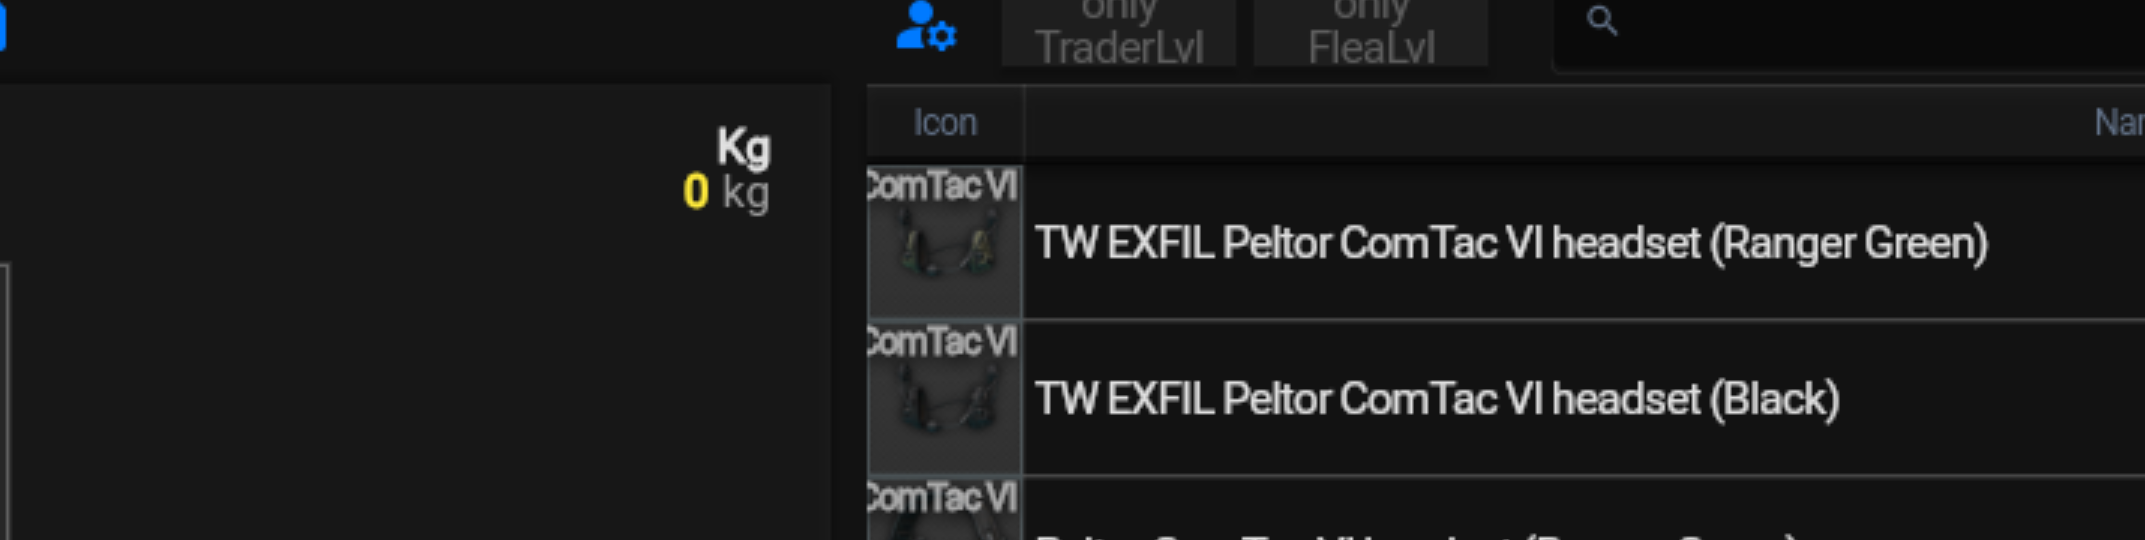 only
TraderLvl
only
FleaLvl
Kg
0 kg
Icon
ComTac VI
TW EXFIL Peltor ComTac VI headset (Ranger Green)
ComTac VI
TW EXFIL Peltor ComTac VI headset (Black)
ComTac VI